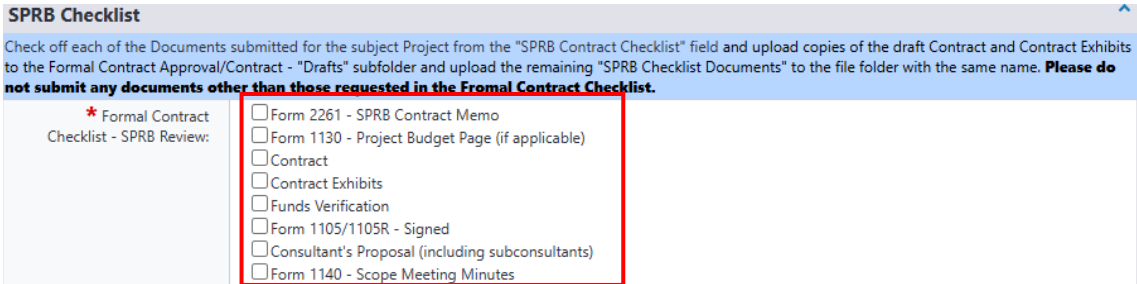 SPRB Checklist
Check off each of the Documents submitted for the subject Project from the "SPRB Contract Checklist" field and upload copies of the draft Contract and Contract Exhibits
to the Formal Contract Approval/Contract - "Drafts" subfolder and upload the remaining "SPRB Checklist Documents" to the file folder with the same name. Please do
not submit any documents other than those requested in the Fromal Contract Checklist.
* Formal Contract
Checklist - SPRB Review:
Form 2261 - SPRB Contract Memo
Form 1130 - Project Budget Page (if applicable)
Contract
Contract Exhibits
Funds Verification
Form 1105/1105R - Signed
Consultant's Proposal (including subconsultants)
Form 1140 - Scope Meeting Minutes